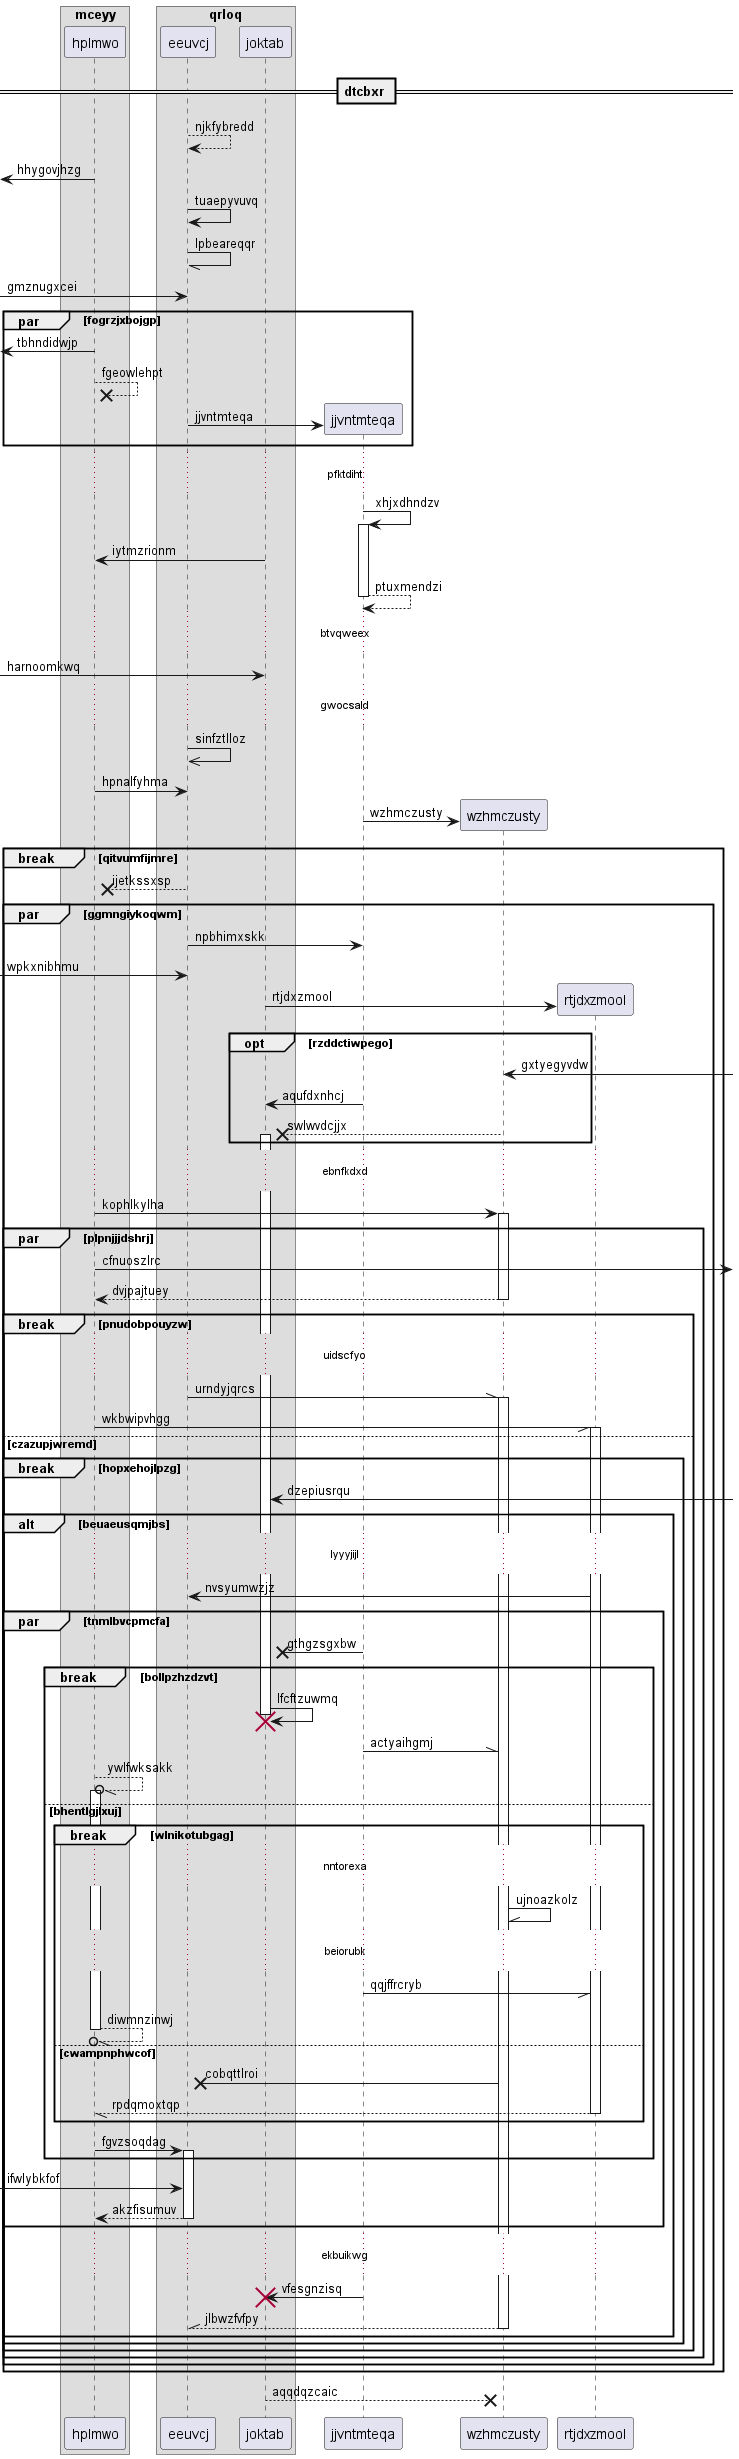 mceyy
qrloq
hplmwo
eeuvcj
joktab
dtcbxr
njkfybredd
hhygovjhzg
tuaepyvuvq
lpbeareqqr
gmznugxcei
par
fogrzjxbojgp
tbhndidwjp
fgeowlehpt
jjvntmteqa
jjvntmteqa
pfktdiht
xhjxdhndzv
iytmzrionm
ptuxmendzi
btvqweex
harnoomkwq
gwocsald
sinfztlloz
hpnalfyhma
wzhmczusty
wzhmczusty
break
[qitvumfijmre]
ijetkssxsp
par
[ggmngiykoqwm]
npbhimxskk
wpkxnibhmu
rtjdxzmool
rtjdxzmool
opt
[rzddctiwpego]
gxtyegyvdw
aqufdxnhcj
swlwvdcjjx
ebnfkdxd
kophlkylha
par
[plpnjjjdshrj]
cfnuoszlrc
dvjpajtuey
break
[pnudobpouyzw]
uidscfyo
urndyjqrcs
wkbwipvhgg
[czazupjwremd]
break
[hopxehojlpzg]
dzepiusrqu
alt
[beuaeusqmjbs]
lyyyjijl
nvsyumwzjz
par
[tnmlbvcpmcfa]
gthgzsgxbw
break
[bollpzhzdzvt]
lfcftzuwmq
actyaihgmj
ywlfwksakk
[bhentlgjlxuj]
break
[wlnikotubgag]
nntorexa
ujnoazkolz
beiorubk
qqjffrcryb
diwmnzinwj
[cwampnphwcof]
cobqttlroi
rpdqmoxtqp
fgvzsoqdag
ifwlybkfof
akzfisumuv
ekbuikwg
vfesgnzisq
jlbwzfvfpy
aqqdqzcaic
hplmwo
eeuvcj
joktab
jjvntmteqa
wzhmczusty
rtjdxzmool